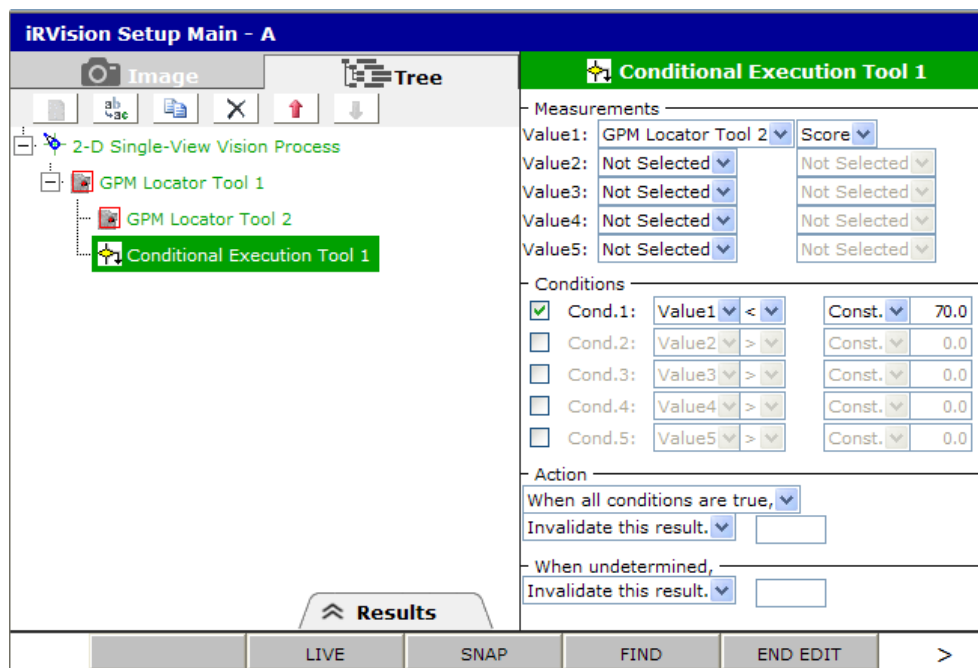 iRVision Setup Main - A
Image
Tree
Conditional Execution Tool 1
ab
ac
2-D Single-View Vision Process
GPM Locator Tool 1
GPM Locator Tool 2
Conditional Execution Tool 1
Measurements
Value1: GPM Locator Tool 2 Score
Value2: Not Selected Not Selected
Value3: Not Selected Not Selected
Value4: Not Selected Not Selected
Value5: Not Selected Not Selected
Conditions
Cond.1: Value1 < Const. 70.0
Cond.2: Value2 > Const. 0.0
Cond.3: Value3 > Const. 0.0
Cond.4: Value4 > Const. 0.0
Cond.5: Value5 > Const. 0.0
Action
When all conditions are true,
Invalidate this result.
When undetermined,
Invalidate this result.
Results
LIVE SNAP FIND END EDIT >